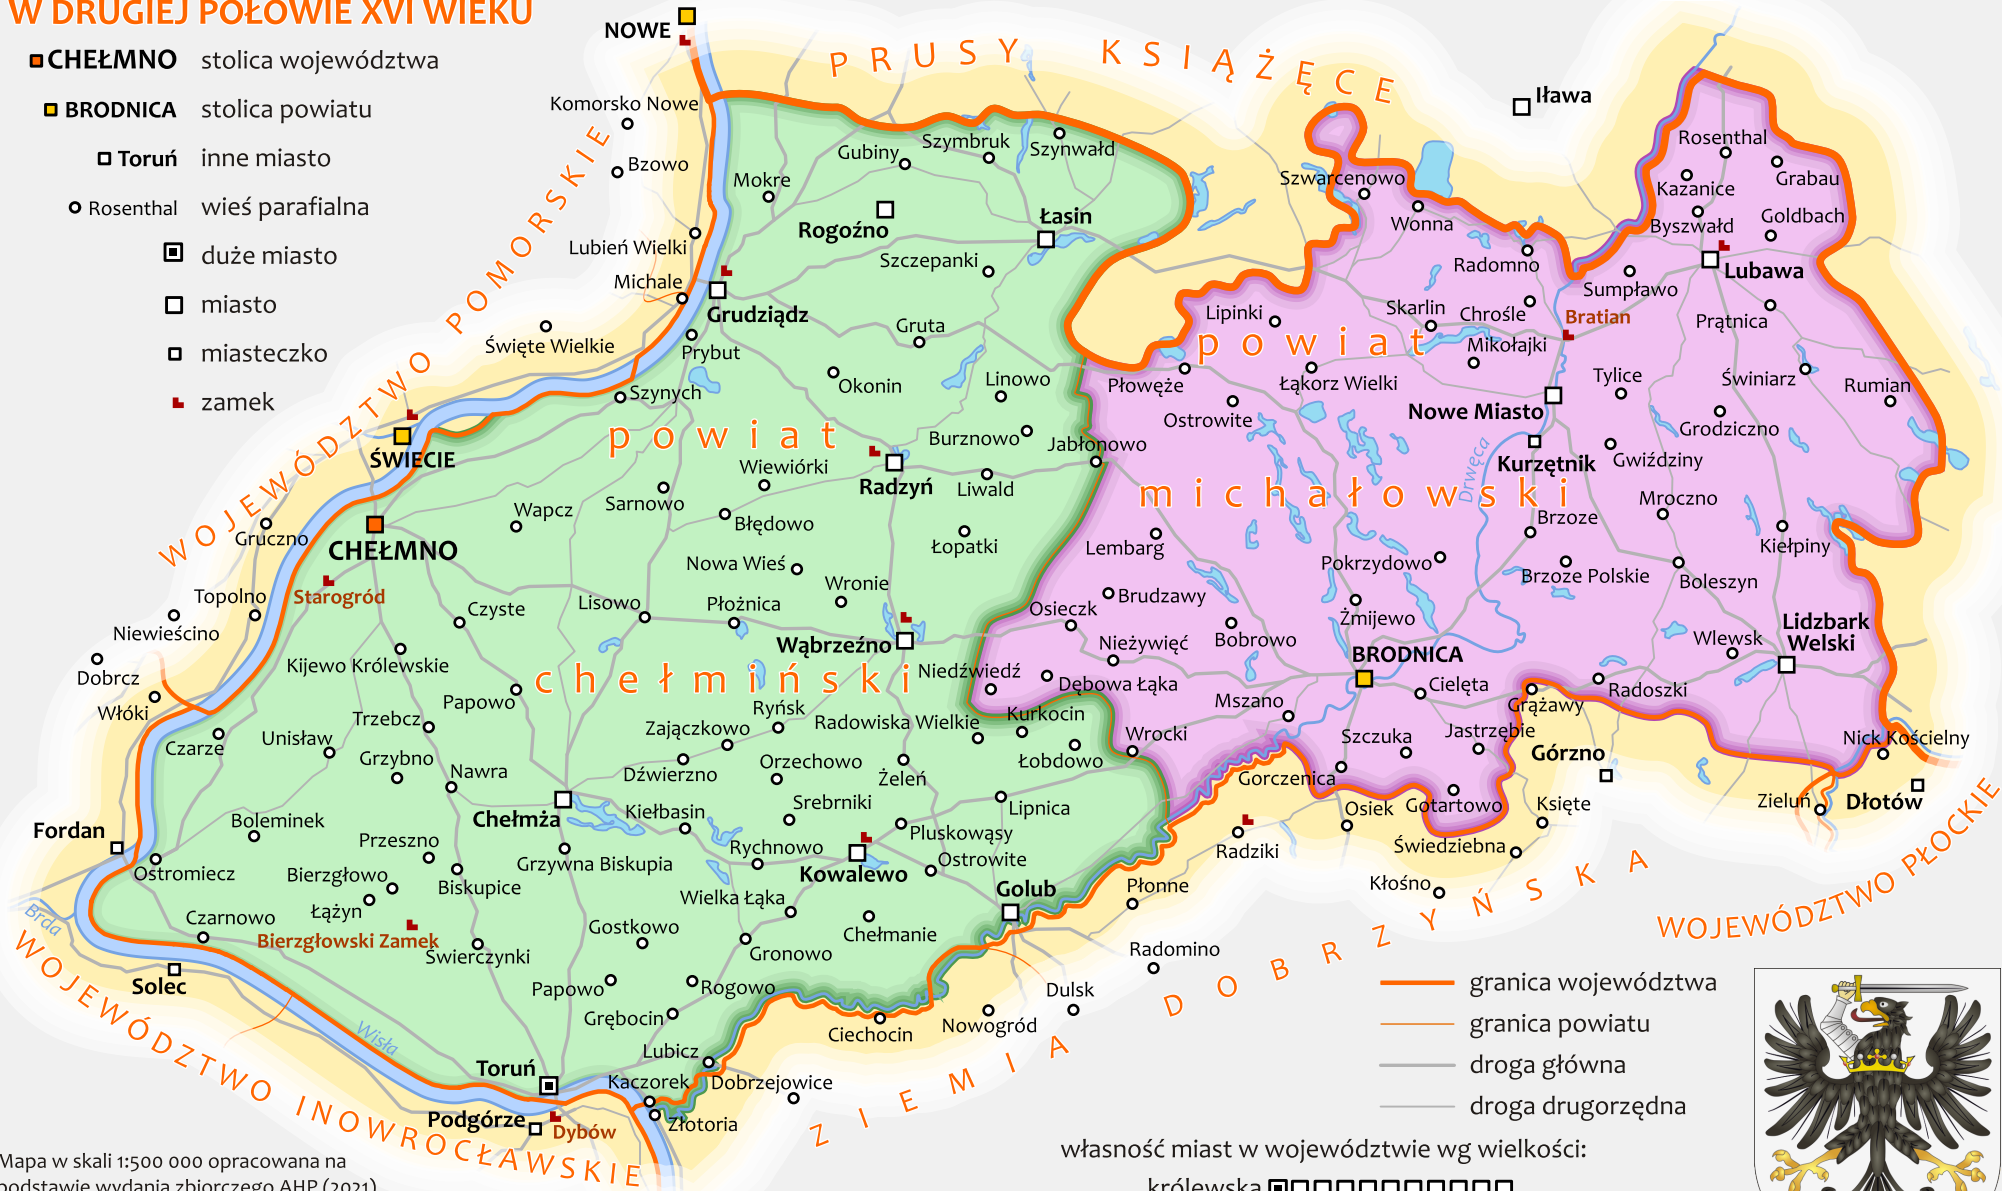 W DRUGIEJ POŁOWIE XVI WIEKU
CHEŁMNO stolica województwa
BRODNICA stolica powiatu
Toruń inne miasto
Rosenthal wieś parafialna
duże miasto
miasto
miasteczko
zamek
NOWE
PRUSY KSIĄŻĘCE
Iława
Komorsko Nowe
Bzowo
WOJEWÓDZTWO POMORSKIE
Gubiny
Szymbruk
Szynwałd
Mokre
Rogoźno
Łasin
Szwarcenowo
Wonna
Rosenthal
Kazanice
Grabau
Byszwałd
Goldbach
Lubień Wielki
Szczepanki
Radomno
Lubawa
Michale
Sumpławo
Grudziądz
Lipinki
Skarlin
Chrośle
Bratian
Prątnica
Święte Wielkie
Prybut
Gruta
powiat
Mikołajki
Szynych
Okonin
Linowo
Płowęże
Łąkorz Wielki
Tylice
Świniarz
Rumian
ŚWIECIE
powiat
Burznowo
Jabłonowo
Ostrowite
Nowe Miasto
Grodziczno
Wiewiórki
Radzyń
Liwald
Drwęca
Kurzętnik
Gwiździny
Sarnowo
michałowski
Mroczno
Gruczno
CHEŁMNO
Wapcz
Błędowo
Łopatki
Lembarg
Brzoze
Kiełpiny
Nowa Wieś
Pokrzydowo
Brzoze Polskie
Boleszyn
Starogród
Wronie
Topolno
Niewieścino
Czyste
Lisowo
Płożnica
Osieczk
Brudzawy
Żmijewo
Lidzbark
Welski
Wąbrzeźno
Nieżywięć
Bobrowo
Wlewsk
BRODNICA
Kijewo Królewskie
chełmiński
Niedźwiedź
Dębowa Łąka
Cielęta
Radoszki
Dobrcz
Włóki
Papowo
Mszano
Grążawy
Trzebcz
Ryńsk
Zajączkowo
Radowiska Wielkie
Kurkocin
Wrocki
Szczuka
Jastrzębie
Górzno
Nick Kościelny
Czarze
Unisław
Grzybno
Nawra
Dźwierzno
Orzechowo
Żeleń
Łobdowo
Gorczenica
Osiek
Gotartowo
Księte
Zieluń
Dłotów
Fordan
Boleminek
Chełmża
Kiełbasin
Srebrniki
Lipnica
Pluskowąsy
Radziki
Świedziebna
Przeszno
Ostromiecz
Bierzgłowo
Biskupice
Grzywna Biskupia
Rychnowo
Kowalewo
Ostrowite
Golub
Płonne
Kłośno
Łążyn
Wielka Łąka
Brda
Czarnowo
Bierzgłowski Zamek
Świerczynki
Gostkowo
Chełmanie
Gronowo
WOJEWÓDZTWO PŁOCKIE
Radomino
Solec
Papowo
Rogowo
Grębocin
Ciechocin
Nowogród
Dulsk
ZIEMIA DOBRZYŃSKA
Wisła
Lubicz
Toruń
Kaczorek
Dobrzejowice
Podgórze
Dybów
Złotoria
WOJEWÓDZTWO INOWROCŁAWSKIE
granica województwa
granica powiatu
droga główna
droga drugorzędna
własność miast w województwie wg wielkości:
królewska
Mapa w skali 1:500 000 opracowana na
podstawie wydania zbiorczego AHP (2021)